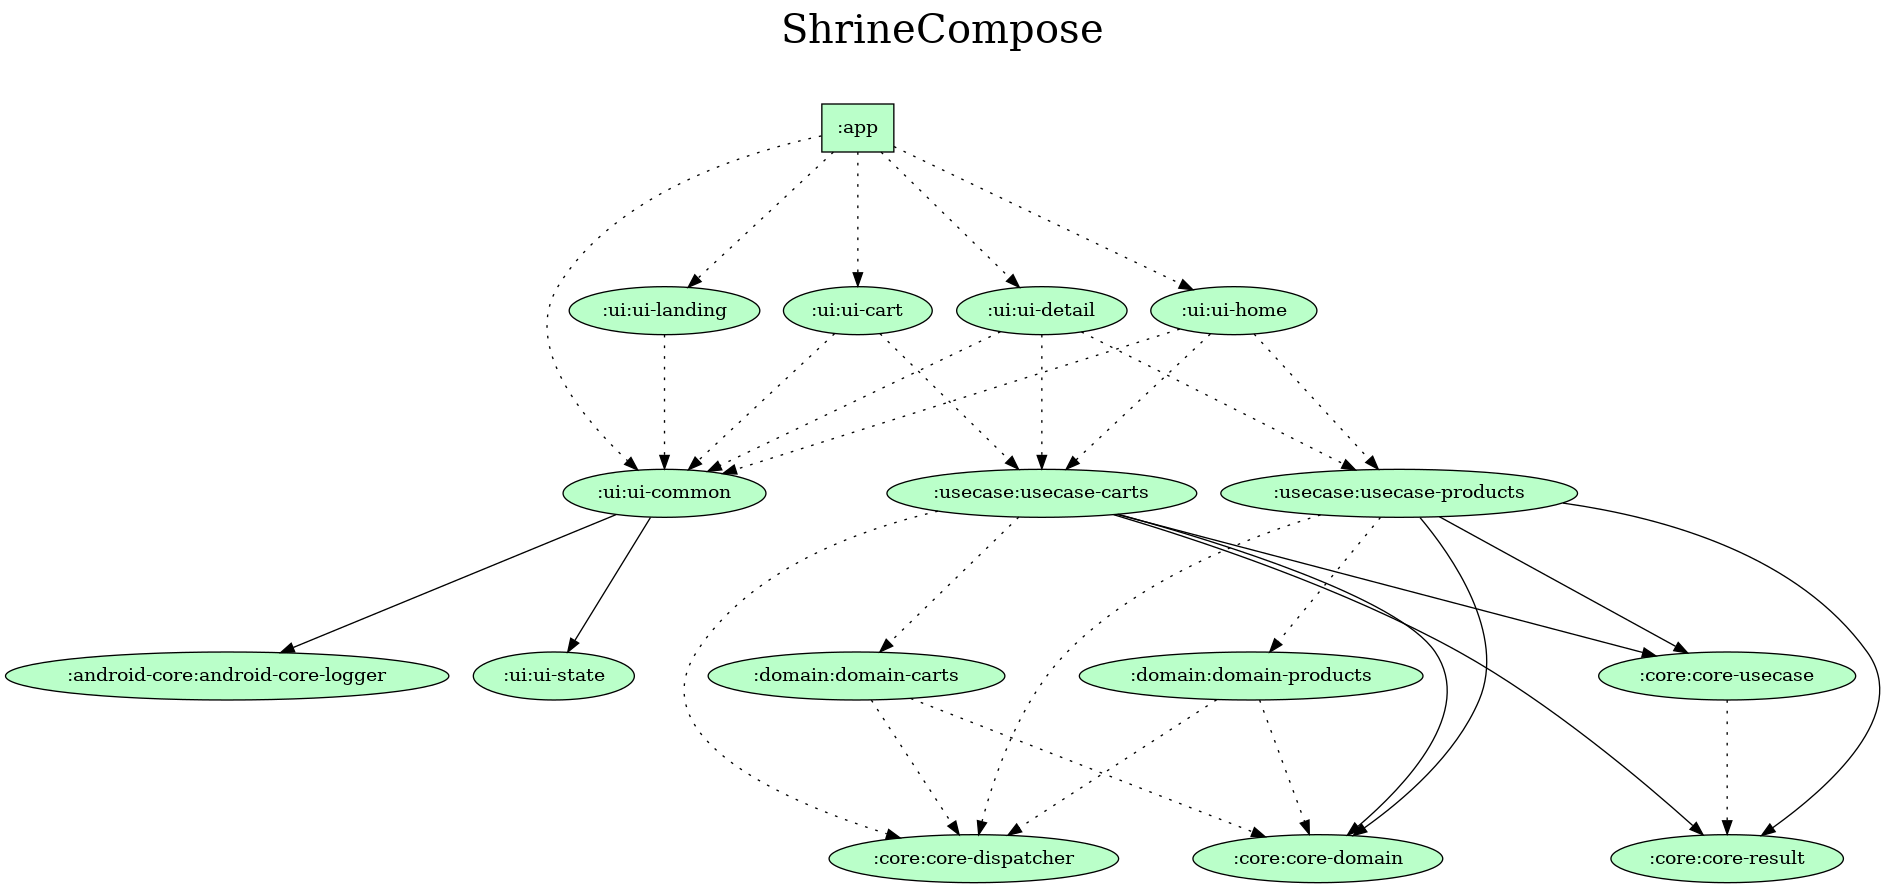 ShrineCompose
:app
:ui:ui-landing
:ui:ui-cart
:ui:ui-detail
:ui:ui-home
:ui:ui-common
:usecase:usecase-carts
:usecase:usecase-products
:android-core:android-core-logger
:ui:ui-state
:domain:domain-carts
:domain:domain-products
:core:core-usecase
:core:core-dispatcher
:core:core-domain
:core:core-result